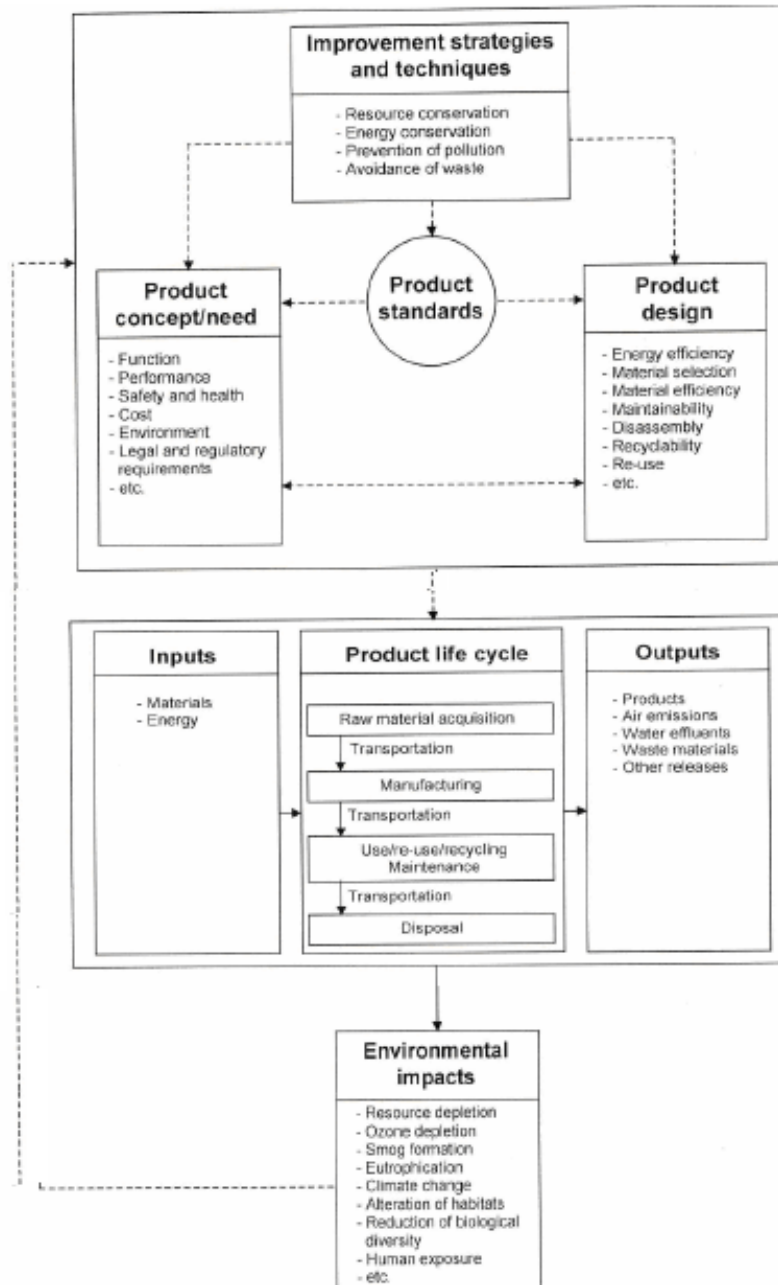 Improvement strategies
and techniques
- Resource conservation
- Energy conservation
- Prevention of pollution
- Avoidance of waste
Product
concept/need
- Function
- Performance
- Safety and health
- Cost
- Environment
- Legal and regulatory
requirements
- etc.
Product
standards
Product
design
- Energy efficiency
- Material selection
- Material efficiency
- Maintainability
- Disassembly
- Recyclability
- Re-use
- etc.
Inputs
- Materials
- Energy
Product life cycle
Raw material acquisition
Transportation
Manufacturing
Transportation
Use/re-use/recycling
Maintenance
Transportation
Disposal
Outputs
- Products
- Air emissions
- Water effluents
- Waste materials
- Other releases
Environmental
impacts
- Resource depletion
- Ozone depletion
- Smog formation
- Eutrophication
- Climate change
- Alteration of habitats
- Reduction of biological
diversity
- Human exposure
- etc.